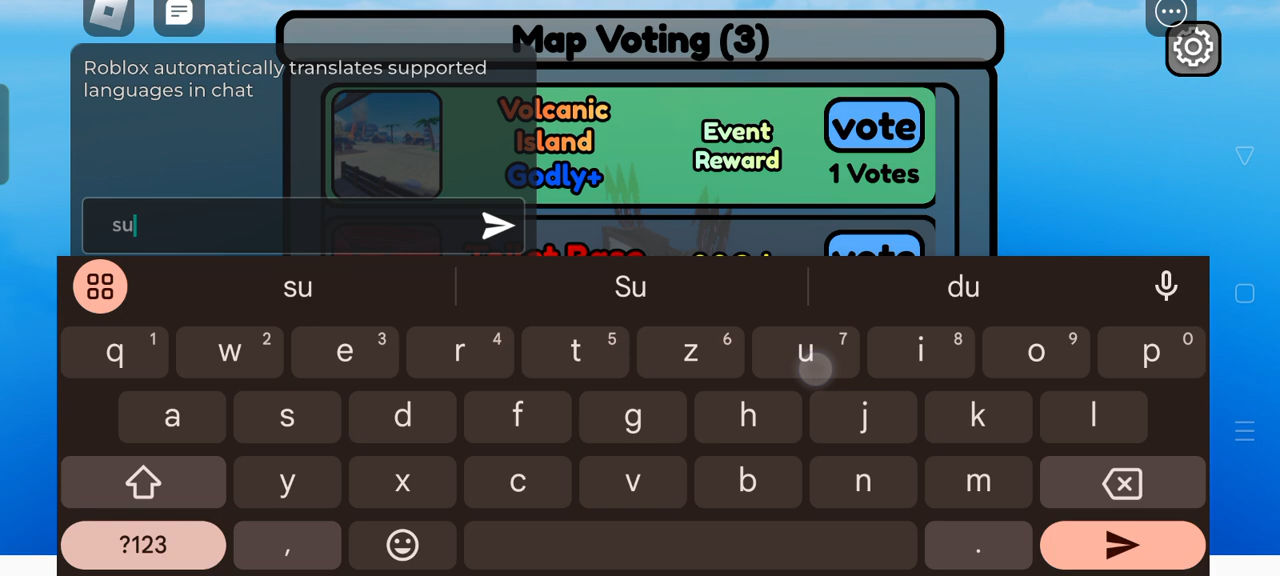 Map Voting (3)
Roblox automatically translates supported
languages in chat
Volcanic
Island
Godly+
Event
Reward
vote
1 Votes
su
vote
su Su du
q 1 w 2 e 3 r 4 t 5 z 6 u 7 i 8 o 9 p 0
a s d f g h j k l
y x c v b n m
?123 , .